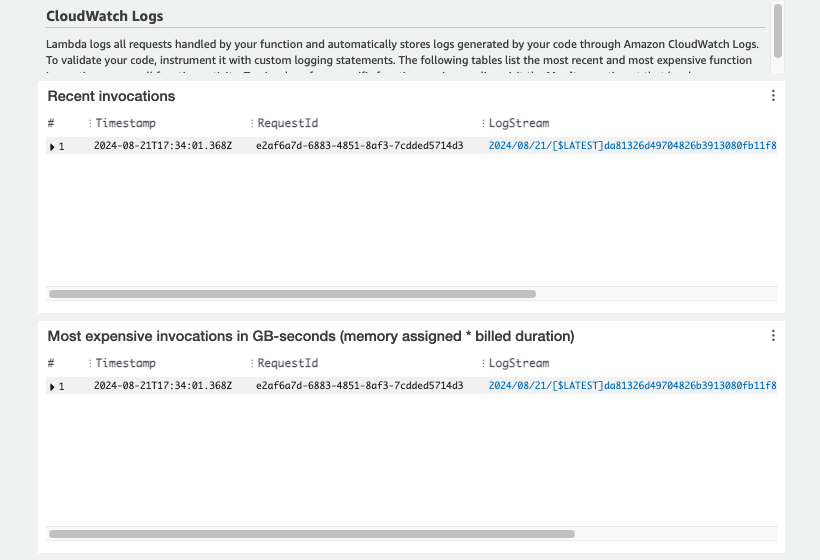 CloudWatch Logs
Lambda logs all requests handled by your function and automatically stores logs generated by your code through Amazon CloudWatch Logs.
To validate your code, instrument it with custom logging statements. The following tables list the most recent and most expensive function
Recent invocations
# Timestamp RequestId LogStream
1 2024-08-21T17:34:01.368Z e2af6a7d-6883-4851-8af3-7cdded5714d3 2024/08/21/[$LATEST]da81326d49704826b3913080fb11f8
Most expensive invocations in GB-seconds (memory assigned * billed duration)
# Timestamp RequestId LogStream
1 2024-08-21T17:34:01.368Z e2af6a7d-6883-4851-8af3-7cdded5714d3 2024/08/21/[$LATEST]da81326d49704826b3913080fb11f8